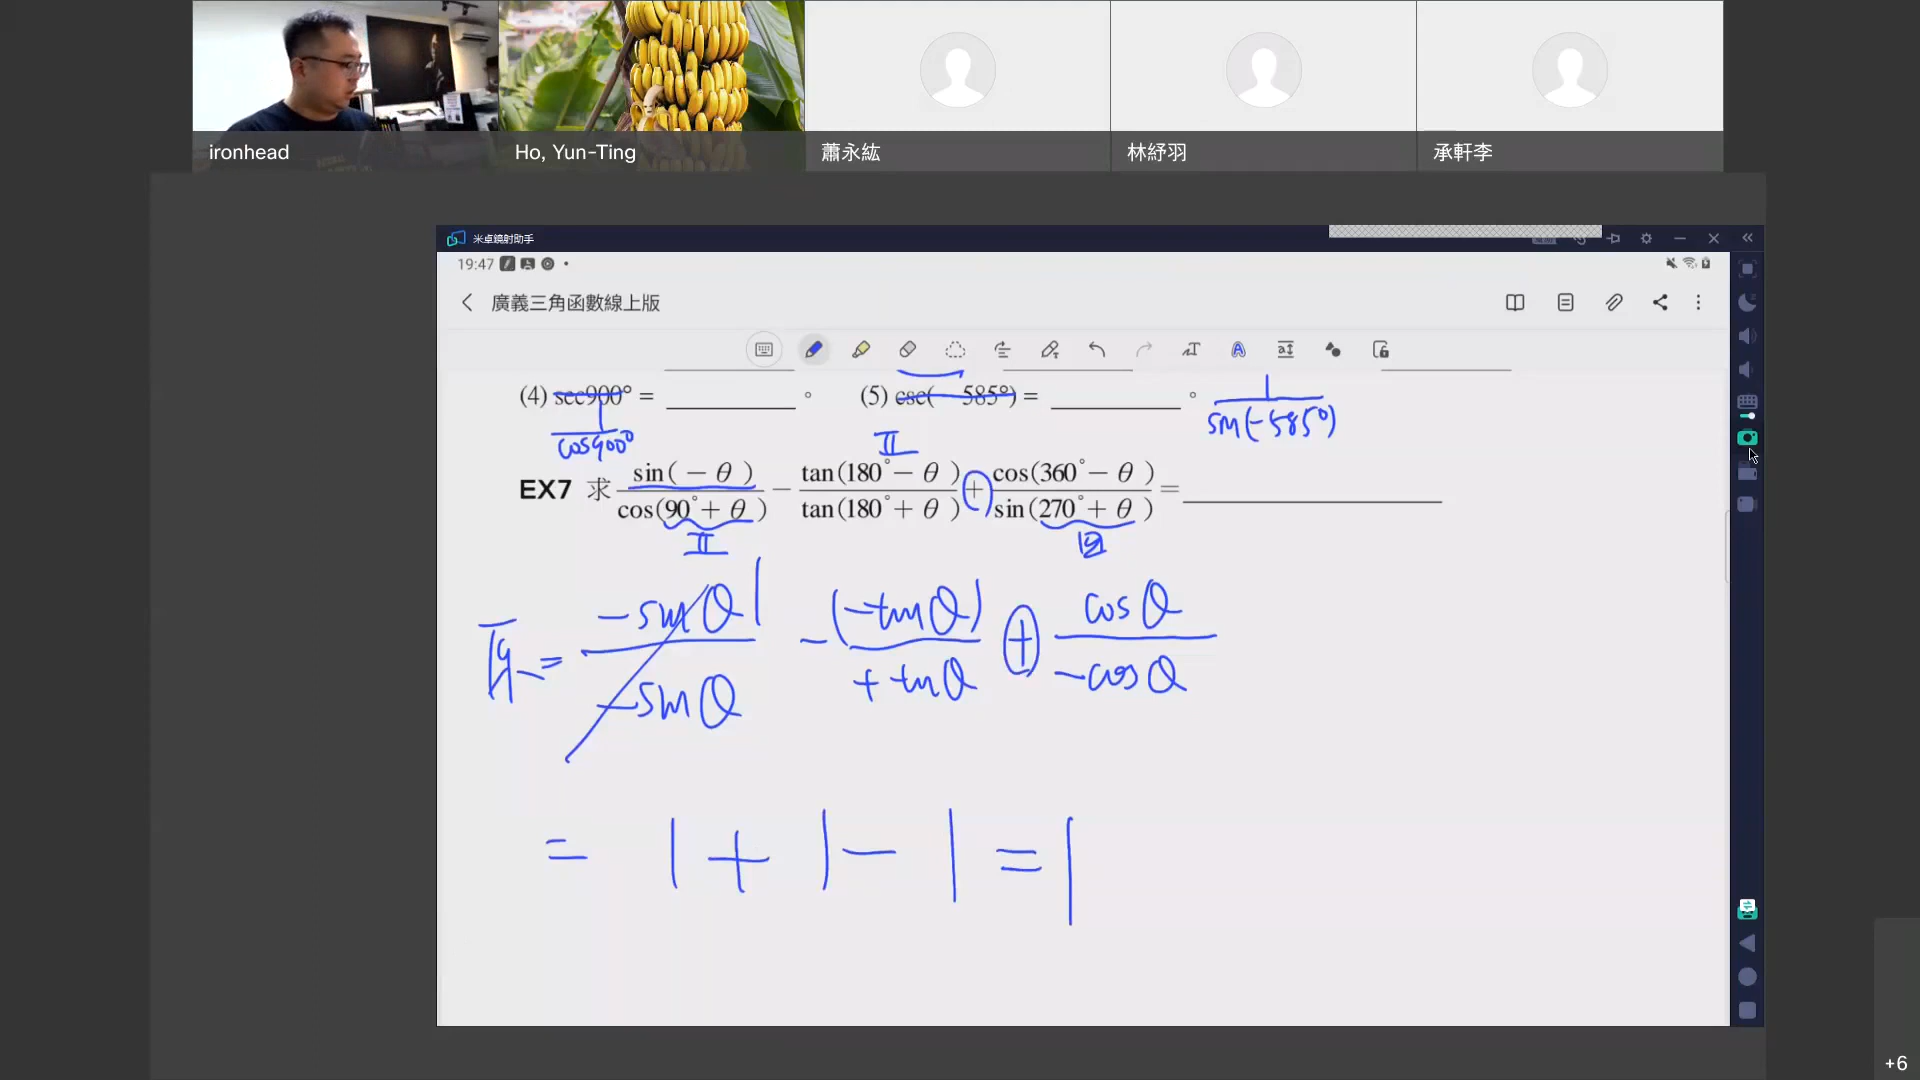 ironhead
Ho, Yun-Ting
蕭永紘
林紓羽
承軒李
米卓鏡射助手
19:47
廣義三角函數線上版
(4) sec900° = ________ 。 (5) csc(-585°) = ________ 。 1/sin(-585°)
1/cos900°
II
EX7 求 sin(-θ)/cos(90°+θ) - tan(180°-θ)/tan(180°+θ) + cos(360°-θ)/sin(270°+θ) = ________
II 四
原式 = -sinθ/-sinθ 1 - (-tanθ)/+tanθ + cosθ/-cosθ
= 1 + 1 - 1 = 1
+6